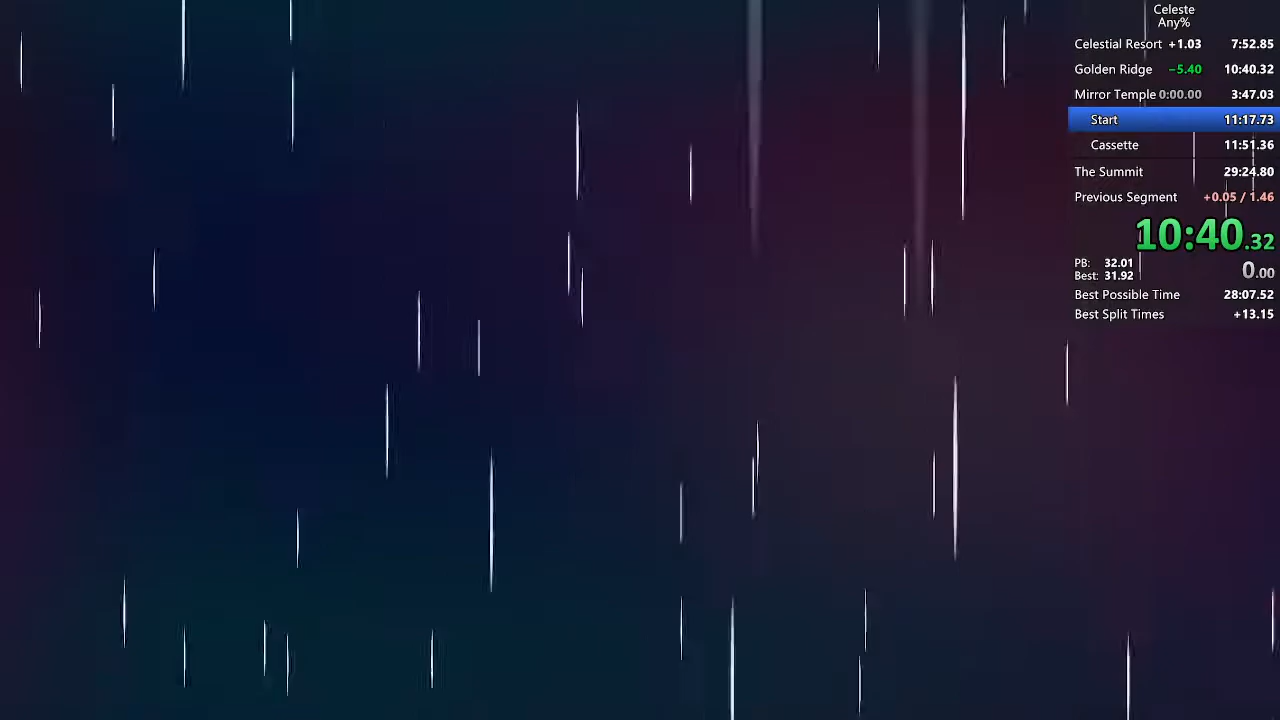 Celeste
Any%
Celestial Resort +1.03 7:52.85
Golden Ridge −5.40 10:40.32
Mirror Temple 0:00.00 3:47.03
Start 11:17.73
Cassette 11:51.36
The Summit 29:24.80
Previous Segment +0.05 / 1.46
10:40.32
PB: 32.01
Best: 31.92
0.00
Best Possible Time 28:07.52
Best Split Times +13.15